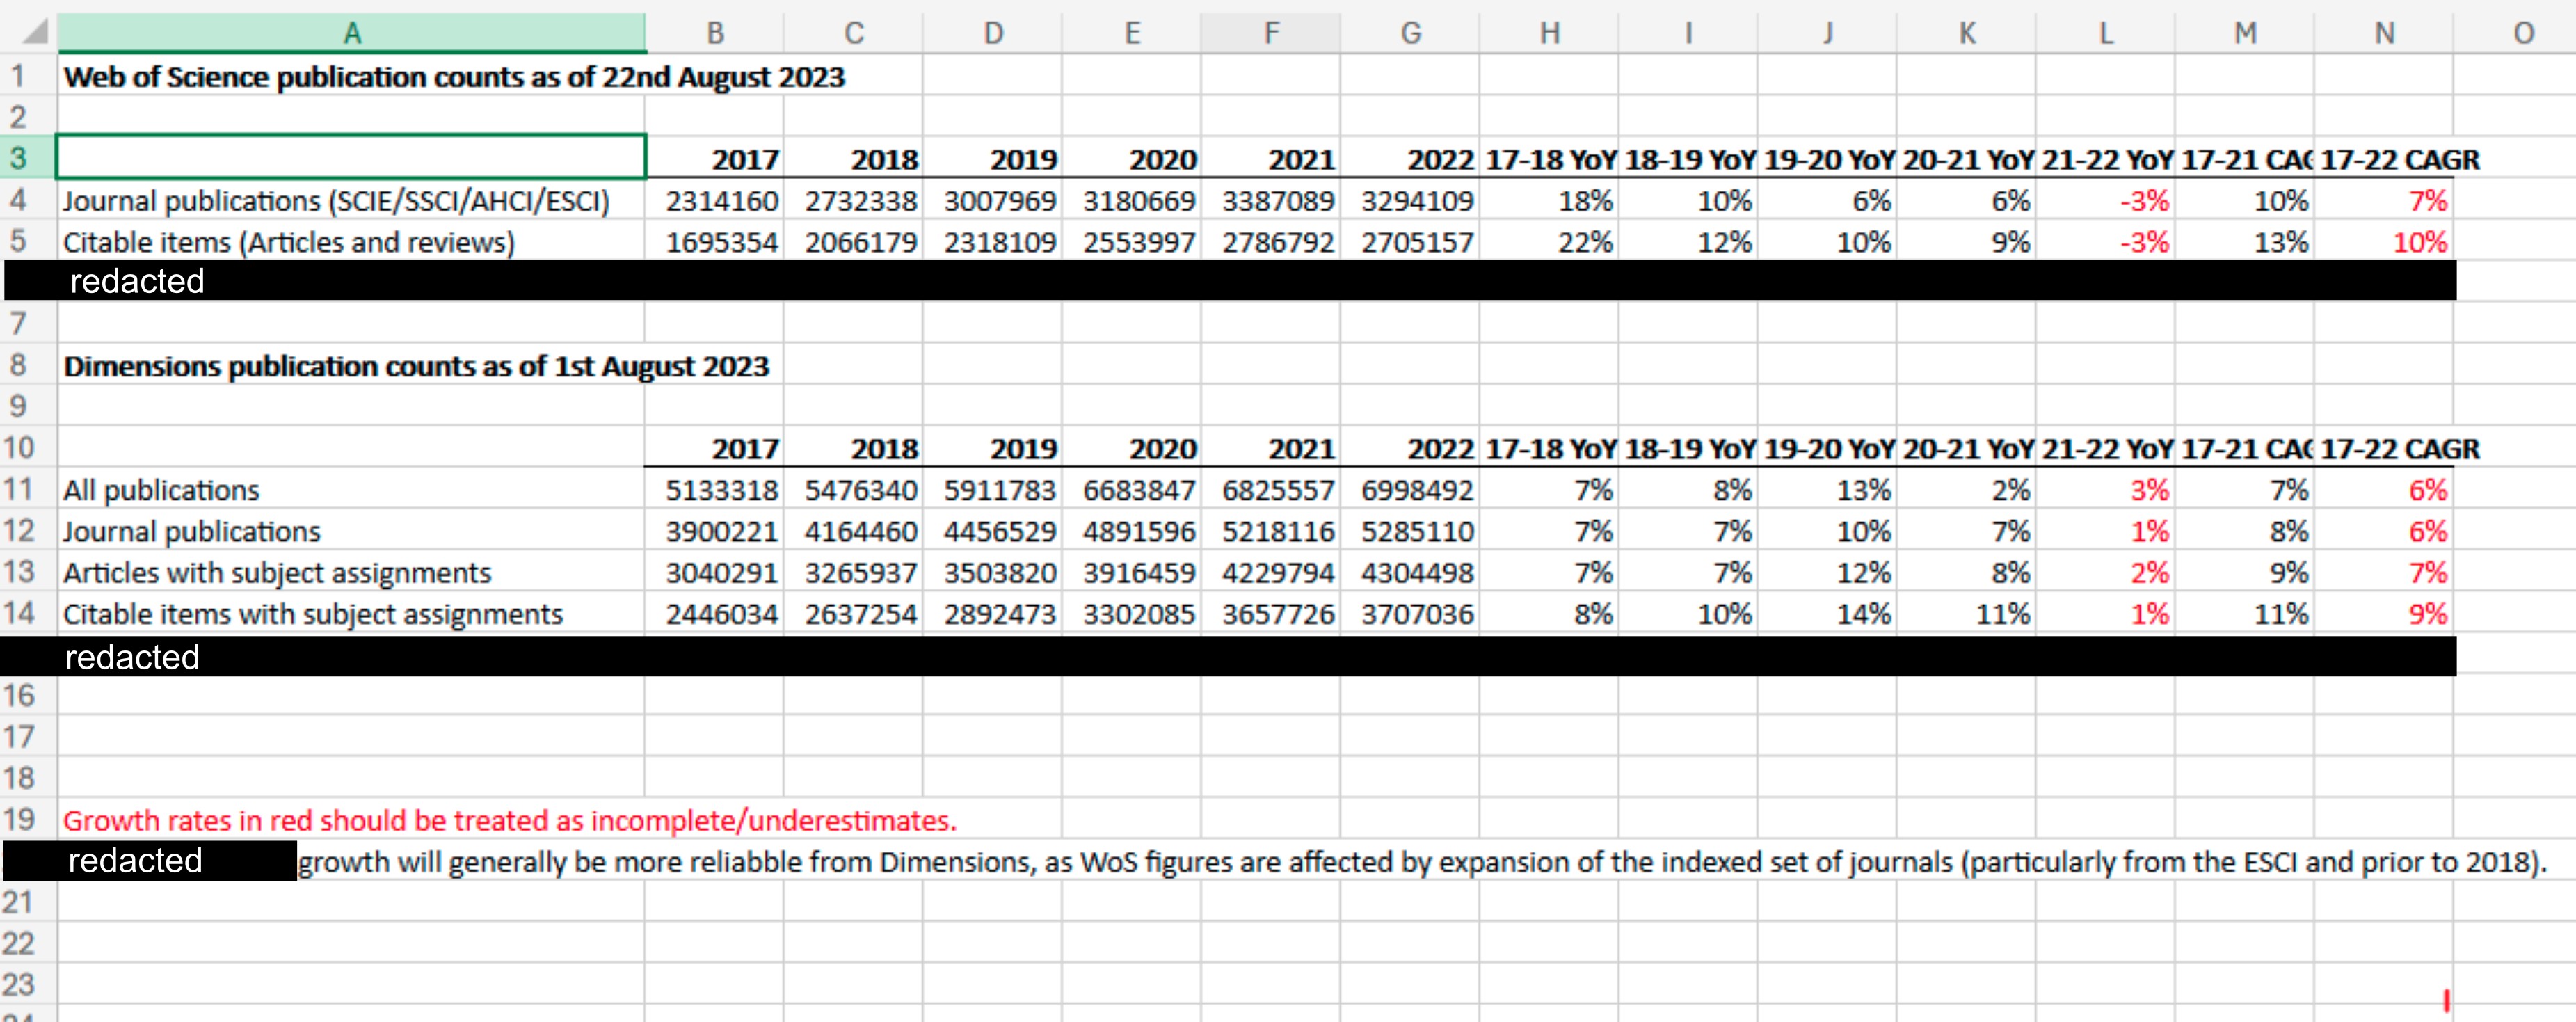 A B C D E F G H I J K L M N O
1 Web of Science publication counts as of 22nd August 2023
2
3 2017 2018 2019 2020 2021 2022 17-18 YoY 18-19 YoY 19-20 YoY 20-21 YoY 21-22 YoY 17-21 CAG 17-22 CAGR
4 Journal publications (SCIE/SSCI/AHCI/ESCI) 2314160 2732338 3007969 3180669 3387089 3294109 18% 10% 6% 6% -3% 10% 7%
5 Citable items (Articles and reviews) 1695354 2066179 2318109 2553997 2786792 2705157 22% 12% 10% 9% -3% 13% 10%
redacted
7
8 Dimensions publication counts as of 1st August 2023
9
10 2017 2018 2019 2020 2021 2022 17-18 YoY 18-19 YoY 19-20 YoY 20-21 YoY 21-22 YoY 17-21 CAG 17-22 CAGR
11 All publications 5133318 5476340 5911783 6683847 6825557 6998492 7% 8% 13% 2% 3% 7% 6%
12 Journal publications 3900221 4164460 4456529 4891596 5218116 5285110 7% 7% 10% 7% 1% 8% 6%
13 Articles with subject assignments 3040291 3265937 3503820 3916459 4229794 4304498 7% 7% 12% 8% 2% 9% 7%
14 Citable items with subject assignments 2446034 2637254 2892473 3302085 3657726 3707036 8% 10% 14% 11% 1% 11% 9%
redacted
16
17
18
19 Growth rates in red should be treated as incomplete/underestimates.
redacted growth will generally be more reliabble from Dimensions, as WoS figures are affected by expansion of the indexed set of journals (particularly from the ESCI and prior to 2018).
21
22
23